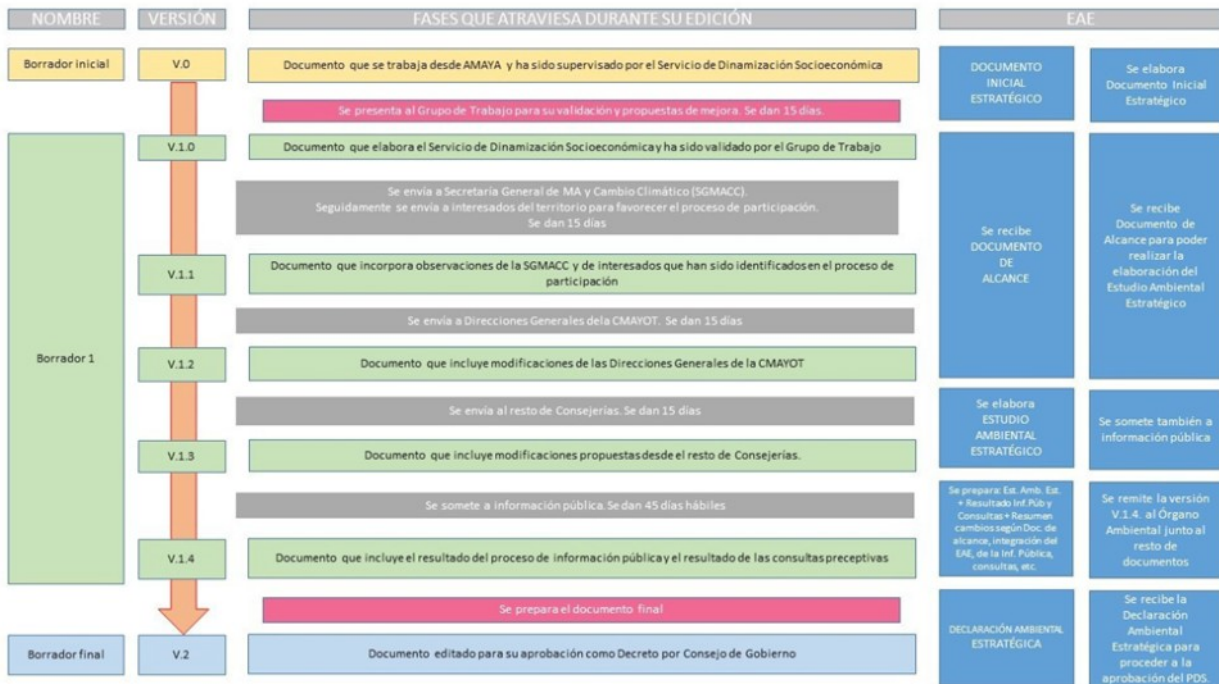 NOMBRE
VERSIÓN
FASES QUE ATRAVIESA DURANTE SU EDICIÓN
EAE
Borrador inicial
V.0
Documento que se trabaja desde AMAYA y ha sido supervisado por el Servicio de Dinamización Socioeconómica
DOCUMENTO
INICIAL
ESTRATÉGICO
Se elabora
Documento Inicial
Estratégico
Se presenta al Grupo de Trabajo para su validación y propuestas de mejora. Se dan 15 días.
Borrador 1
V.1.0
Documento que elabora el Servicio de Dinamización Socioeconómica y ha sido validado por el Grupo de Trabajo
Se envía a Secretaría General de MA y Cambio Climático (SGMACC).
Seguidamente se envía a interesados del territorio para favorecer el proceso de participación.
Se dan 15 días
Se recibe
DOCUMENTO
DE
ALCANCE
Se recibe
Documento de
Alcance para poder
realizar la
elaboración del
Estudio Ambiental
Estratégico
V.1.1
Documento que incorpora observaciones de la SGMACC y de interesados que han sido identificados en el proceso de
participación
Se envía a Direcciones Generales dela CMAYOT. Se dan 15 días
V.1.2
Documento que incluye modificaciones de las Direcciones Generales de la CMAYOT
Se envía al resto de Consejerías. Se dan 15 días
Se elabora
ESTUDIO
AMBIENTAL
ESTRATÉGICO
Se somete también a
información pública
V.1.3
Documento que incluye modificaciones propuestas desde el resto de Consejerías.
Se somete a información pública. Se dan 45 días hábiles
Se prepara: Est. Amb. Est.
+ Resultado Inf. Púb y
Consultas + Resumen
cambios según Doc. de
alcance, integración del
EAE, de la Inf. Pública,
consultas, etc.
Se remite la versión
V.1.4. al Órgano
Ambiental junto al
resto de
documentos
V.1.4
Documento que incluye el resultado del proceso de información pública y el resultado de las consultas preceptivas
Se prepara el documento final
DECLARACIÓN AMBIENTAL
ESTRATÉGICA
Se recibe la
Declaración
Ambiental
Estratégica para
proceder a la
aprobación del PDS.
Borrador final
V.2
Documento editado para su aprobación como Decreto por Consejo de Gobierno